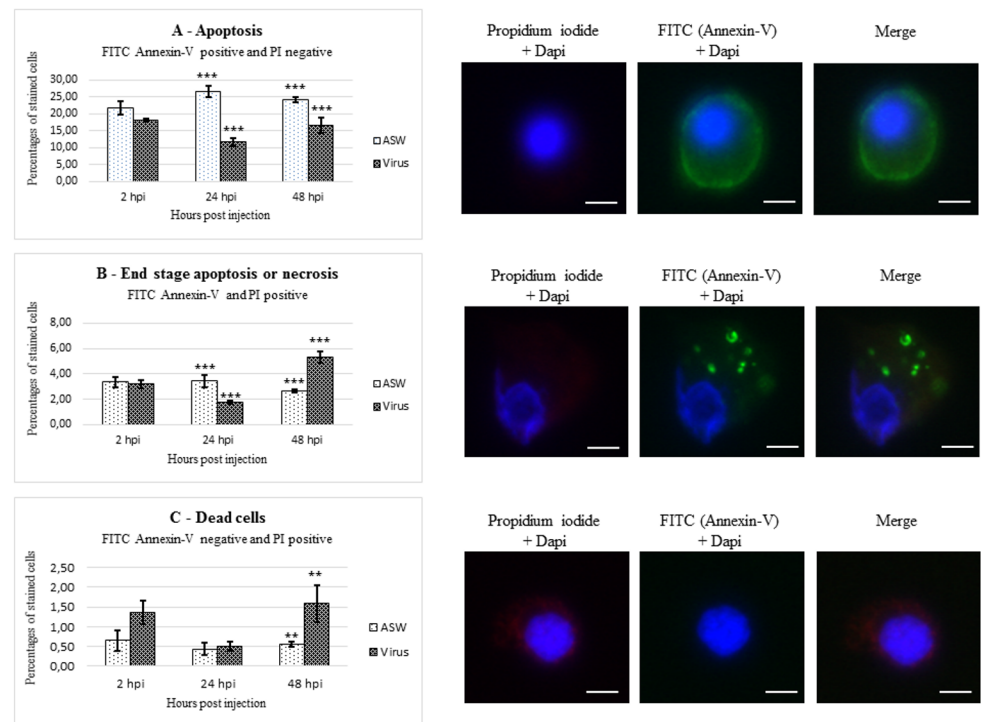 A - Apoptosis
FITC Annexin-V positive and PI negative
Percentages of stained cells
30,00
25,00
20,00
15,00
10,00
5,00
0,00
***
***
***
***
ASW
Virus
2 hpi 24 hpi 48 hpi
Hours post injection
Propidium iodide
+ Dapi
FITC (Annexin-V)
+ Dapi
Merge
B - End stage apoptosis or necrosis
FITC Annexin-V and PI positive
Percentages of stained cells
8,00
6,00
4,00
2,00
0,00
***
***
***
***
ASW
Virus
2 hpi 24 hpi 48 hpi
Hours post injection
Propidium iodide
+ Dapi
FITC (Annexin-V)
+ Dapi
Merge
C - Dead cells
FITC Annexin-V negative and PI positive
Percentages of stained cells
2,50
2,00
1,50
1,00
0,50
0,00
**
**
ASW
Virus
2 hpi 24 hpi 48 hpi
Hours post injection
Propidium iodide
+ Dapi
FITC (Annexin-V)
+ Dapi
Merge